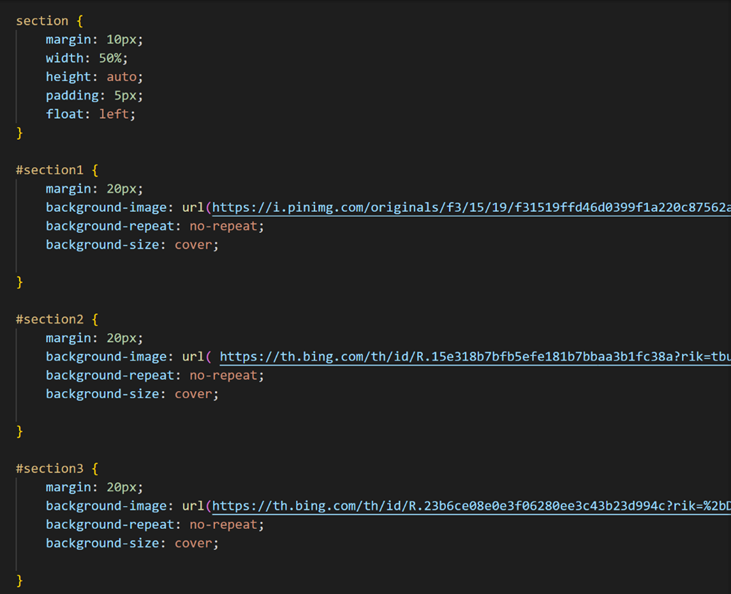 section {
    margin: 10px;
    width: 50%;
    height: auto;
    padding: 5px;
    float: left;
}
#section1 {
    margin: 20px;
    background-image: url(https://i.pinimg.com/originals/f3/15/19/f31519ffd46d0399f1a220c87562a
    background-repeat: no-repeat;
    background-size: cover;
}
#section2 {
    margin: 20px;
    background-image: url( https://th.bing.com/th/id/R.15e318b7bfb5efe181b7bbaa3b1fc38a?rik=tbu
    background-repeat: no-repeat;
    background-size: cover;
}
#section3 {
    margin: 20px;
    background-image: url(https://th.bing.com/th/id/R.23b6ce08e0e3f06280ee3c43b23d994c?rik=%2bD
    background-repeat: no-repeat;
    background-size: cover;
}